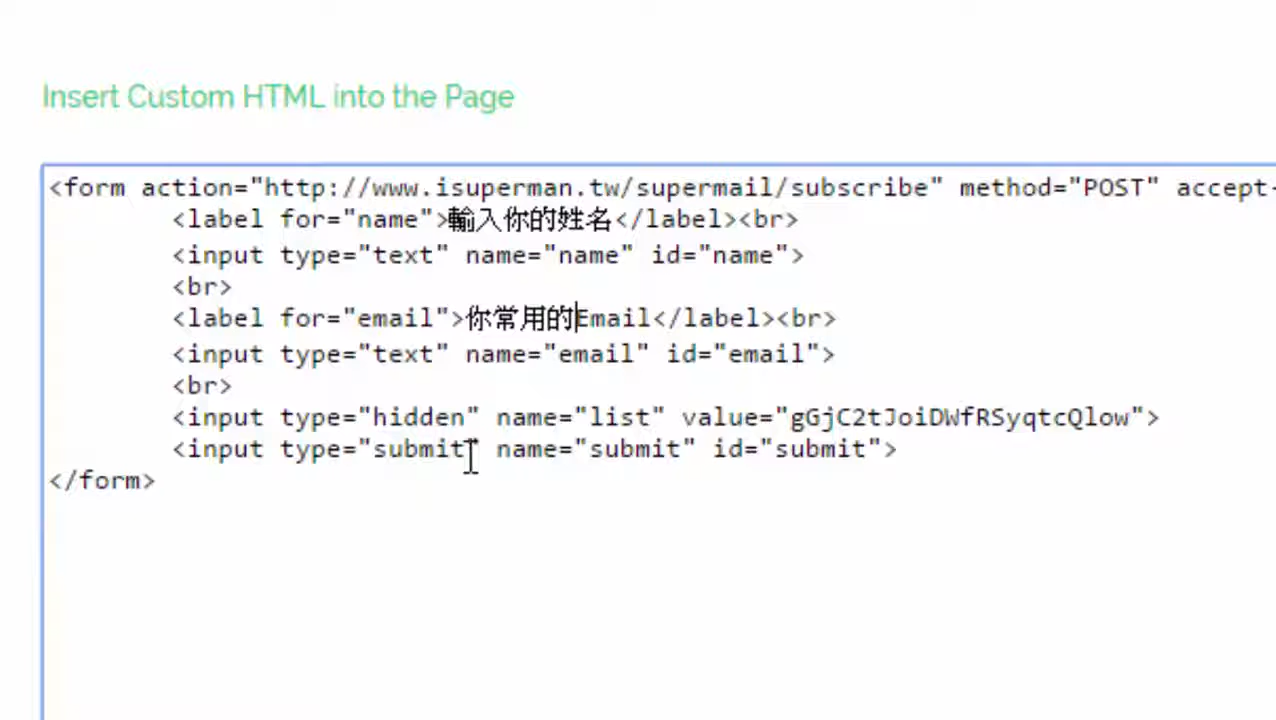 Insert Custom HTML into the Page
<form action="http://www.isuperman.tw/supermail/subscribe" method="POST" accept-
<label for="name">輸入你的姓名</label><br>
<input type="text" name="name" id="name">
<br>
<label for="email">你常用的Email</label><br>
<input type="text" name="email" id="email">
<br>
<input type="hidden" name="list" value="gGjC2tJoiDWfRSyqtcQlow">
<input type="submit" name="submit" id="submit">
</form>